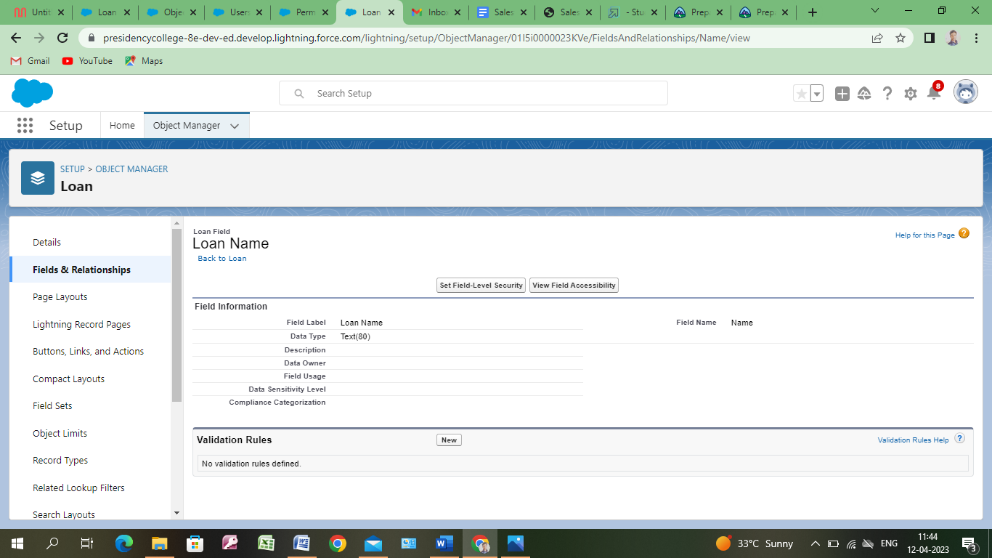 Untit
Loan
Obje
Users
Perm
Loan
Inbo
Sales
Sales
- Stu
Prep
Prep
presidencycollege-8e-dev-ed.develop.lightning.force.com/lightning/setup/ObjectManager/01I5i0000023KVe/FieldsAndRelationships/Name/view
Gmail YouTube Maps
Search Setup
8
Setup Home Object Manager
SETUP > OBJECT MANAGER
Loan
Details
Fields & Relationships
Page Layouts
Lightning Record Pages
Buttons, Links, and Actions
Compact Layouts
Field Sets
Object Limits
Record Types
Related Lookup Filters
Search Layouts
Loan Field
Loan Name
Back to Loan
Help for this Page
Set Field-Level Security View Field Accessibility
Field Information
Field Label Loan Name Field Name Name
Data Type Text(80)
Description
Data Owner
Field Usage
Data Sensitivity Level
Compliance Categorization
Validation Rules New Validation Rules Help ?
No validation rules defined.
33°C Sunny ENG 11:44
12-04-2023 3